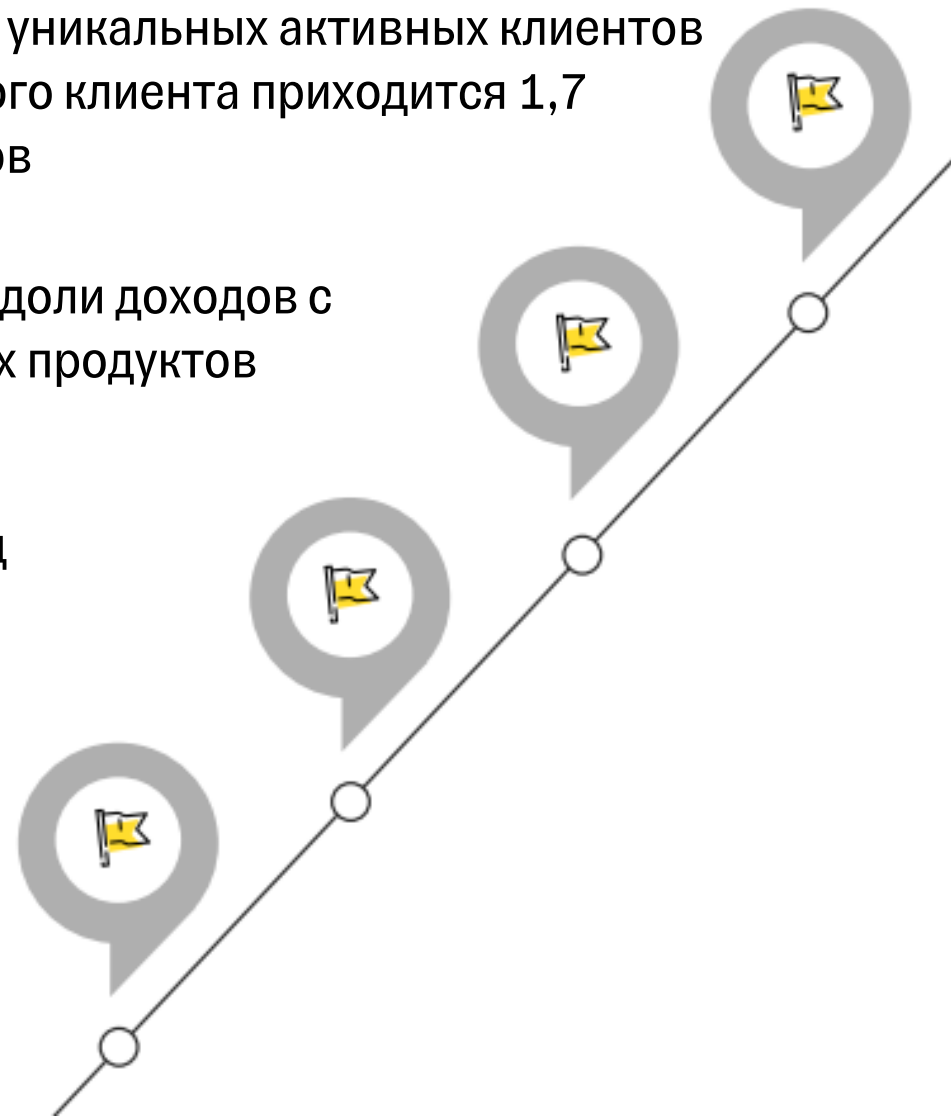 уникальных активных клиентов
ого клиента приходится 1,7
ов
доли доходов с
х продуктов